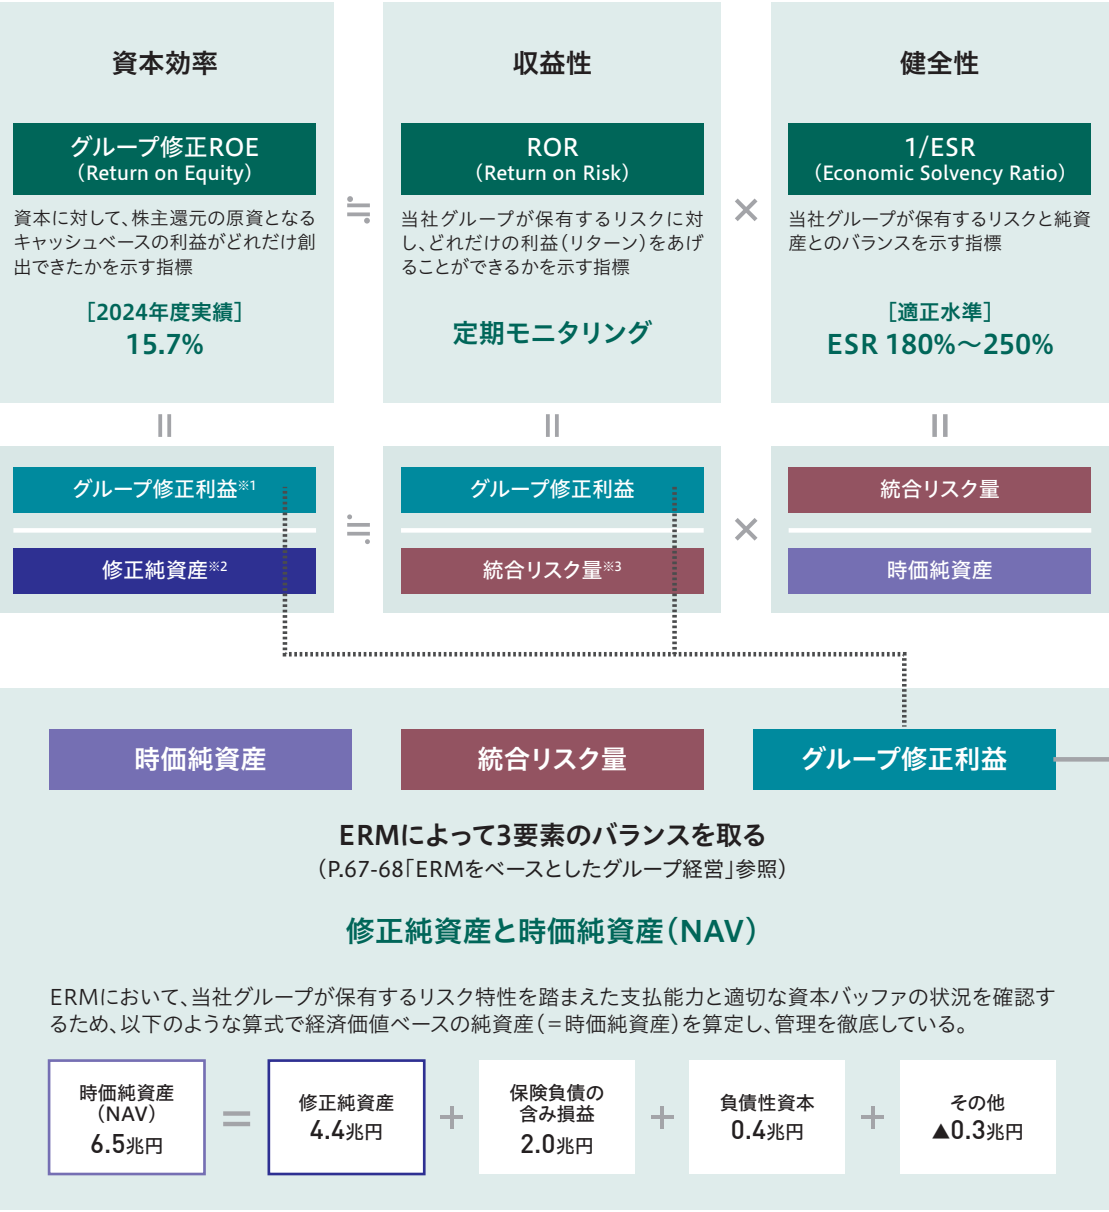 資本効率
グループ修正ROE
（Return on Equity）
資本に対して、株主還元の原資となる
キャッシュベースの利益がどれだけ創
出できたかを示す指標
［2024年度実績］
15.7%
≒
収益性
ROR
（Return on Risk）
当社グループが保有するリスクに対
し、どれだけの利益（リターン）をあげ
ることができるかを示す指標
定期モニタリング
×
健全性
1/ESR
（Economic Solvency Ratio）
当社グループが保有するリスクと純資
産とのバランスを示す指標
［適正水準］
ESR 180%～250%
＝
＝
＝
グループ修正利益※1
修正純資産※2
≒
グループ修正利益
統合リスク量※3
×
統合リスク量
時価純資産
時価純資産
統合リスク量
グループ修正利益
ERMによって3要素のバランスを取る
（P.67-68「ERMをベースとしたグループ経営」参照）
修正純資産と時価純資産（NAV）
ERMにおいて、当社グループが保有するリスク特性を踏まえた支払能力と適切な資本バッファの状況を確認す
るため、以下のような算式で経済価値ベースの純資産（＝時価純資産）を算定し、管理を徹底している。
時価純資産
（NAV）
6.5兆円
＝
修正純資産
4.4兆円
＋
保険負債の
含み損益
2.0兆円
＋
負債性資本
0.4兆円
＋
その他
▲0.3兆円